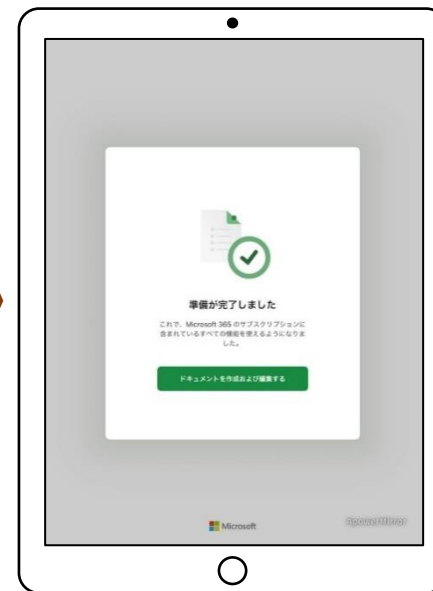 準備が完了しました
これで、Microsoft 365 のサブスクリプションに
含まれているすべての機能を使えるようになりま
した。
ドキュメントを作成および編集する
Microsoft
ApowerMirror